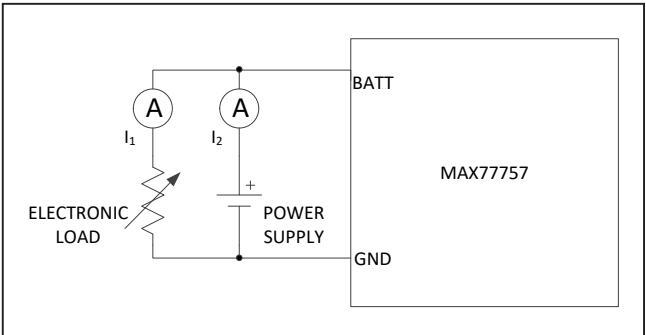 BATT
A
A
I1
I2
MAX77757
+
ELECTRONIC
LOAD
POWER
SUPPLY
GND